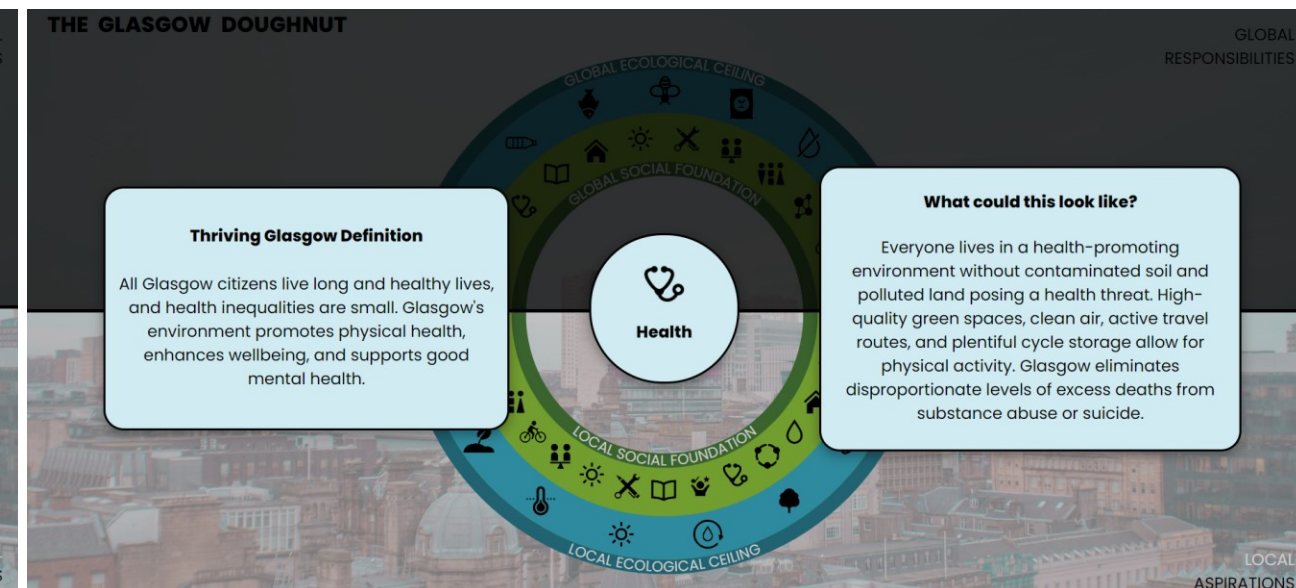 THE GLASGOW DOUGHNUT
GLOBAL
RESPONSIBILITIES
GLOBAL ECOLOGICAL CEILING
GLOBAL SOCIAL FOUNDATION
Thriving Glasgow Definition
All Glasgow citizens live long and healthy lives,
and health inequalities are small. Glasgow's
environment promotes physical health,
enhances wellbeing, and supports good
mental health.
Health
What could this look like?
Everyone lives in a health-promoting
environment without contaminated soil and
polluted land posing a health threat. High-
quality green spaces, clean air, active travel
routes, and plentiful cycle storage allow for
physical activity. Glasgow eliminates
disproportionate levels of excess deaths from
substance abuse or suicide.
LOCAL SOCIAL FOUNDATION
LOCAL ECOLOGICAL CEILING
LOCAL
ASPIRATIONS